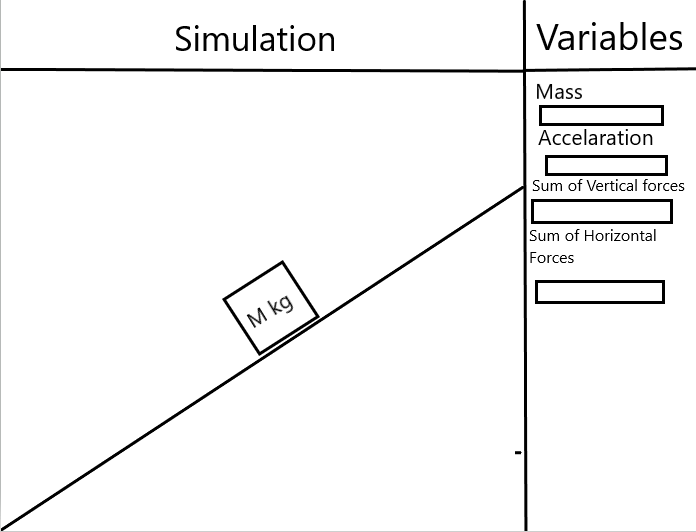 Simulation
Variables
Mass
Accelaration
Sum of Vertical forces
Sum of Horizontal
Forces
M kg